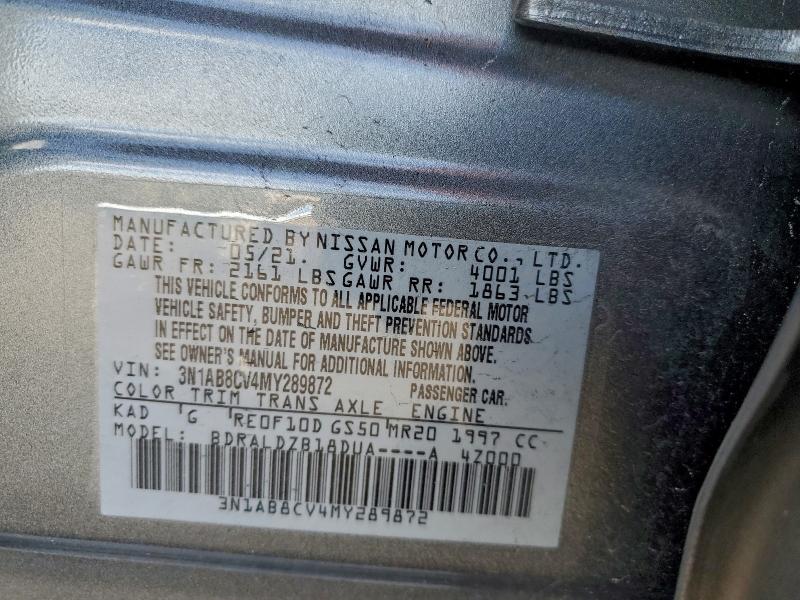 MANUFACTURED BY NISSAN MOTOR CO., LTD.
DATE: 05/21. GVWR: 4001 LBS
GAWR FR: 2161 LBS GAWR RR: 1863 LBS
THIS VEHICLE CONFORMS TO ALL APPLICABLE FEDERAL MOTOR
VEHICLE SAFETY, BUMPER AND THEFT PREVENTION STANDARDS
IN EFFECT ON THE DATE OF MANUFACTURE SHOWN ABOVE.
SEE OWNER'S MANUAL FOR ADDITIONAL INFORMATION.
VIN: 3N1AB8CV4MY289872 PASSENGER CAR.
COLOR TRIM TRANS AXLE ENGINE
KAD G RE0F10D GS50 MR20 1997 CC
MODEL: BDRALDZB18DUA----A 4Z000
3N1AB8CV4MY289872